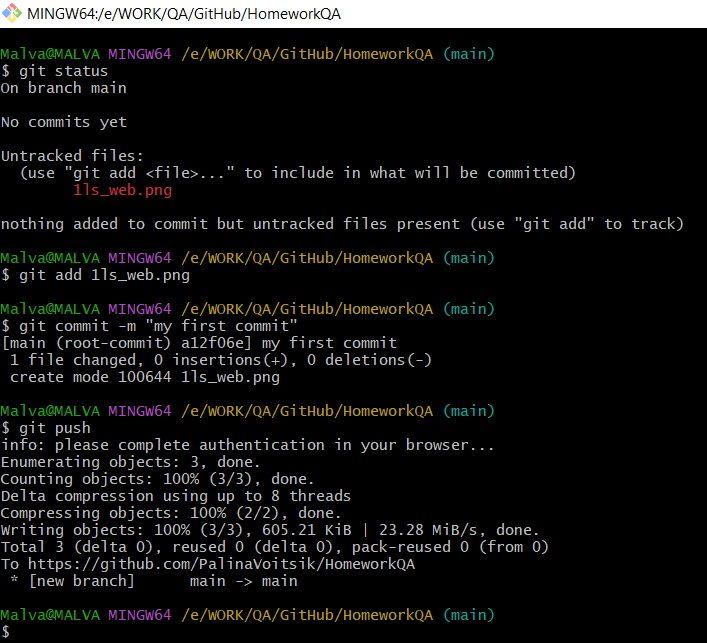 MINGW64:/e/WORK/QA/GitHub/HomeworkQA
Malva@MALVA MINGW64 /e/WORK/QA/GitHub/HomeworkQA (main)
$ git status
On branch main
No commits yet
Untracked files:
  (use "git add <file>..." to include in what will be committed)
        1ls_web.png
nothing added to commit but untracked files present (use "git add" to track)
Malva@MALVA MINGW64 /e/WORK/QA/GitHub/HomeworkQA (main)
$ git add 1ls_web.png
Malva@MALVA MINGW64 /e/WORK/QA/GitHub/HomeworkQA (main)
$ git commit -m "my first commit"
[main (root-commit) a12f06e] my first commit
 1 file changed, 0 insertions(+), 0 deletions(-)
 create mode 100644 1ls_web.png
Malva@MALVA MINGW64 /e/WORK/QA/GitHub/HomeworkQA (main)
$ git push
info: please complete authentication in your browser...
Enumerating objects: 3, done.
Counting objects: 100% (3/3), done.
Delta compression using up to 8 threads
Compressing objects: 100% (2/2), done.
Writing objects: 100% (3/3), 605.21 KiB | 23.28 MiB/s, done.
Total 3 (delta 0), reused 0 (delta 0), pack-reused 0 (from 0)
To https://github.com/PalinaVoitsik/HomeworkQA
 * [new branch]      main -> main
Malva@MALVA MINGW64 /e/WORK/QA/GitHub/HomeworkQA (main)
$